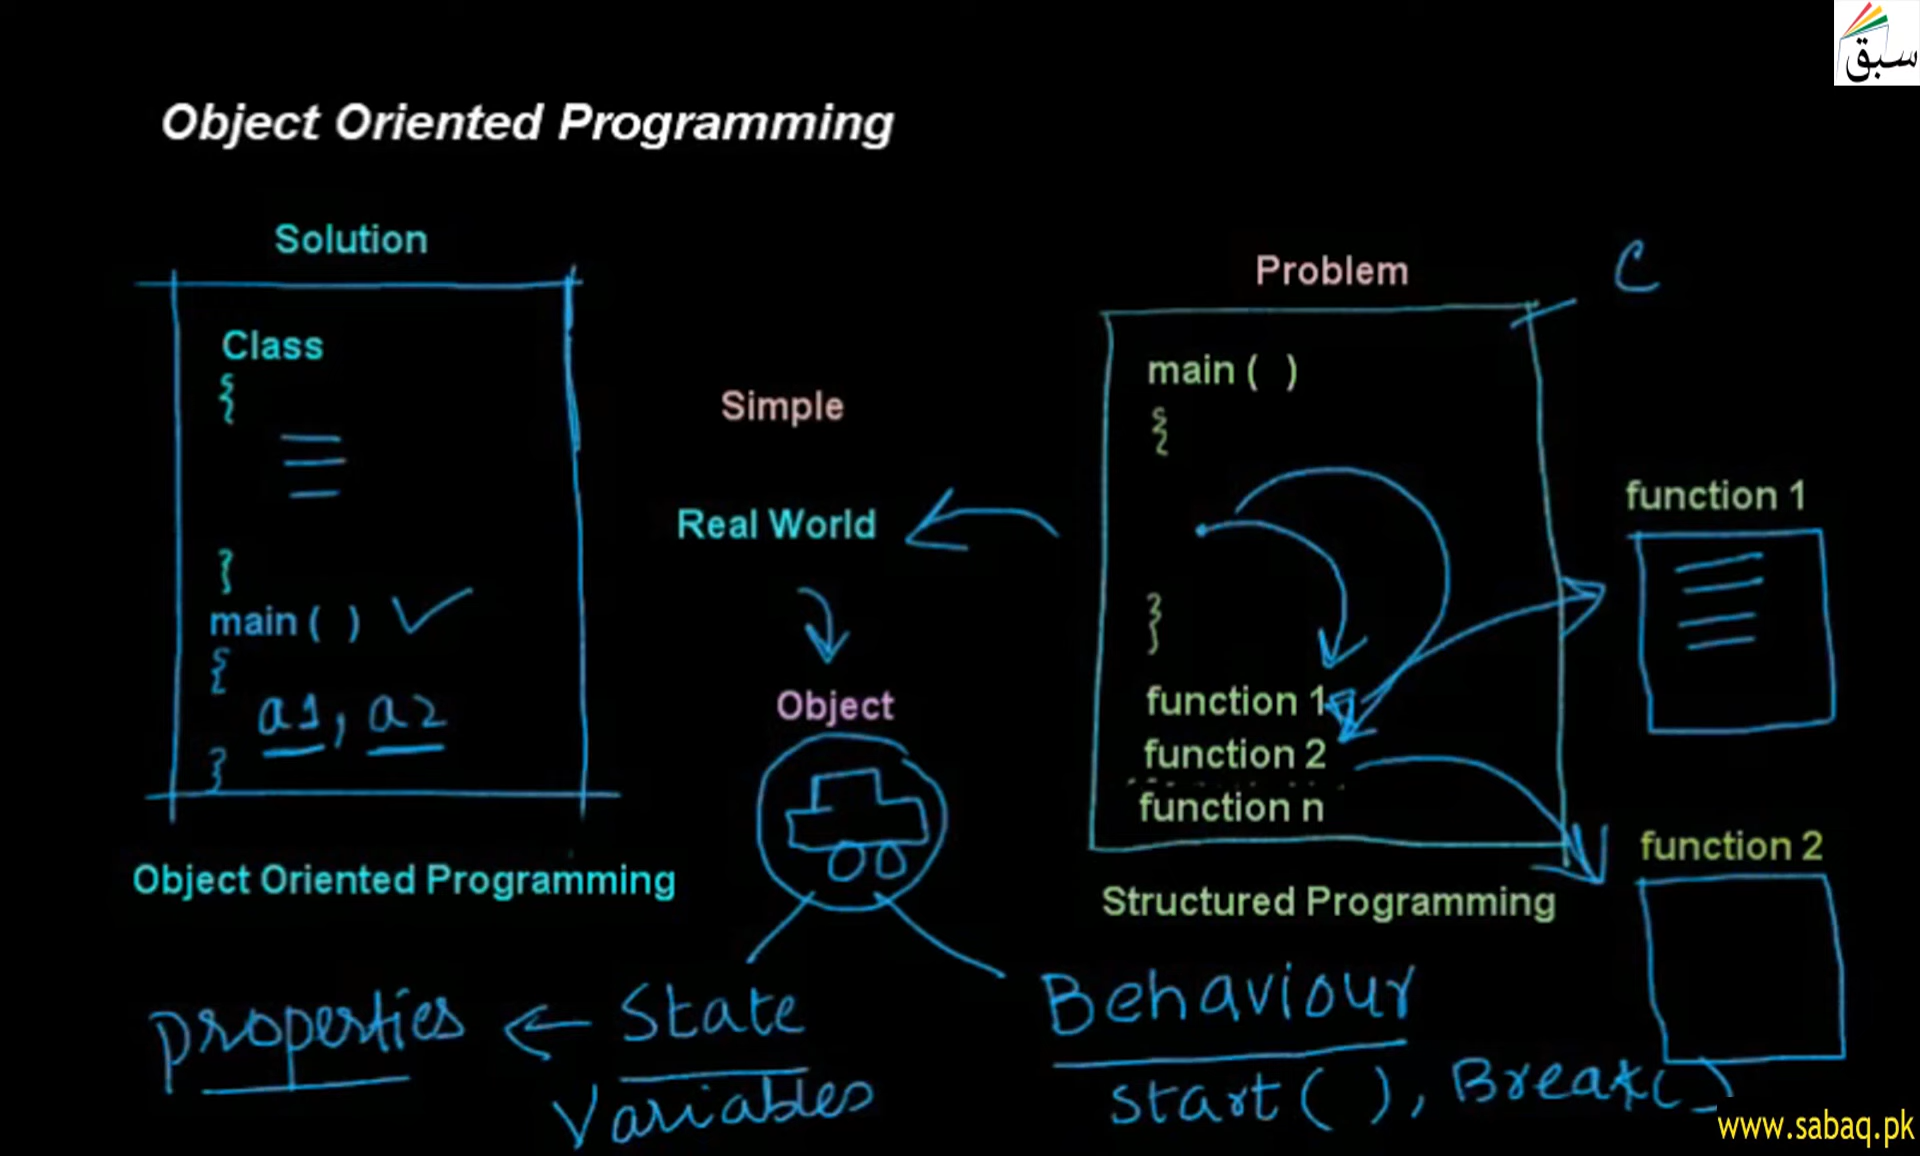 سبق
Object Oriented Programming
Solution
Class
{
}
main ( )
{
a1, a2
}
Object Oriented Programming
Simple
Real World
Object
Problem
C
main ( )
{
}
function 1
function 2
function n
Structured Programming
function 1
function 2
properties ← State
Variables
Behaviour
start ( ), Break( )
www.sabaq.pk